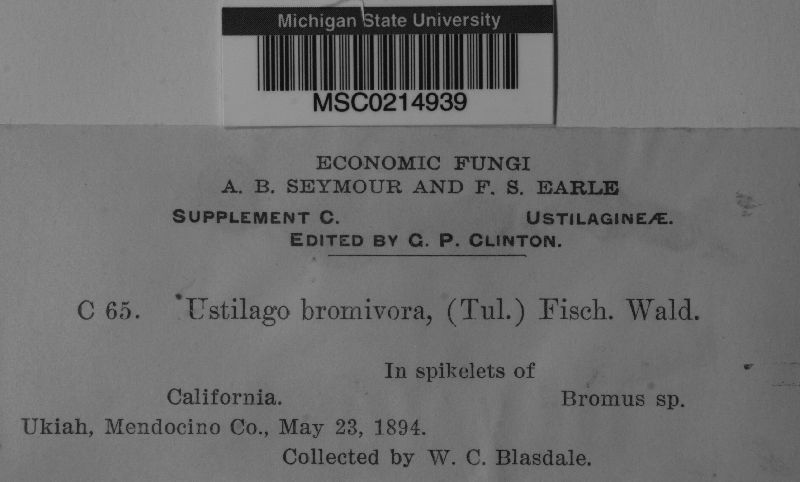 Michigan State University
MSC0214939
ECONOMIC FUNGI
A. B. SEYMOUR AND F. S. EARLE
SUPPLEMENT C. USTILAGINEÆ.
EDITED BY G. P. CLINTON.
C 65. Ustilago bromivora, (Tul.) Fisch. Wald.
In spikelets of
California. Bromus sp.
Ukiah, Mendocino Co., May 23, 1894.
Collected by W. C. Blasdale.